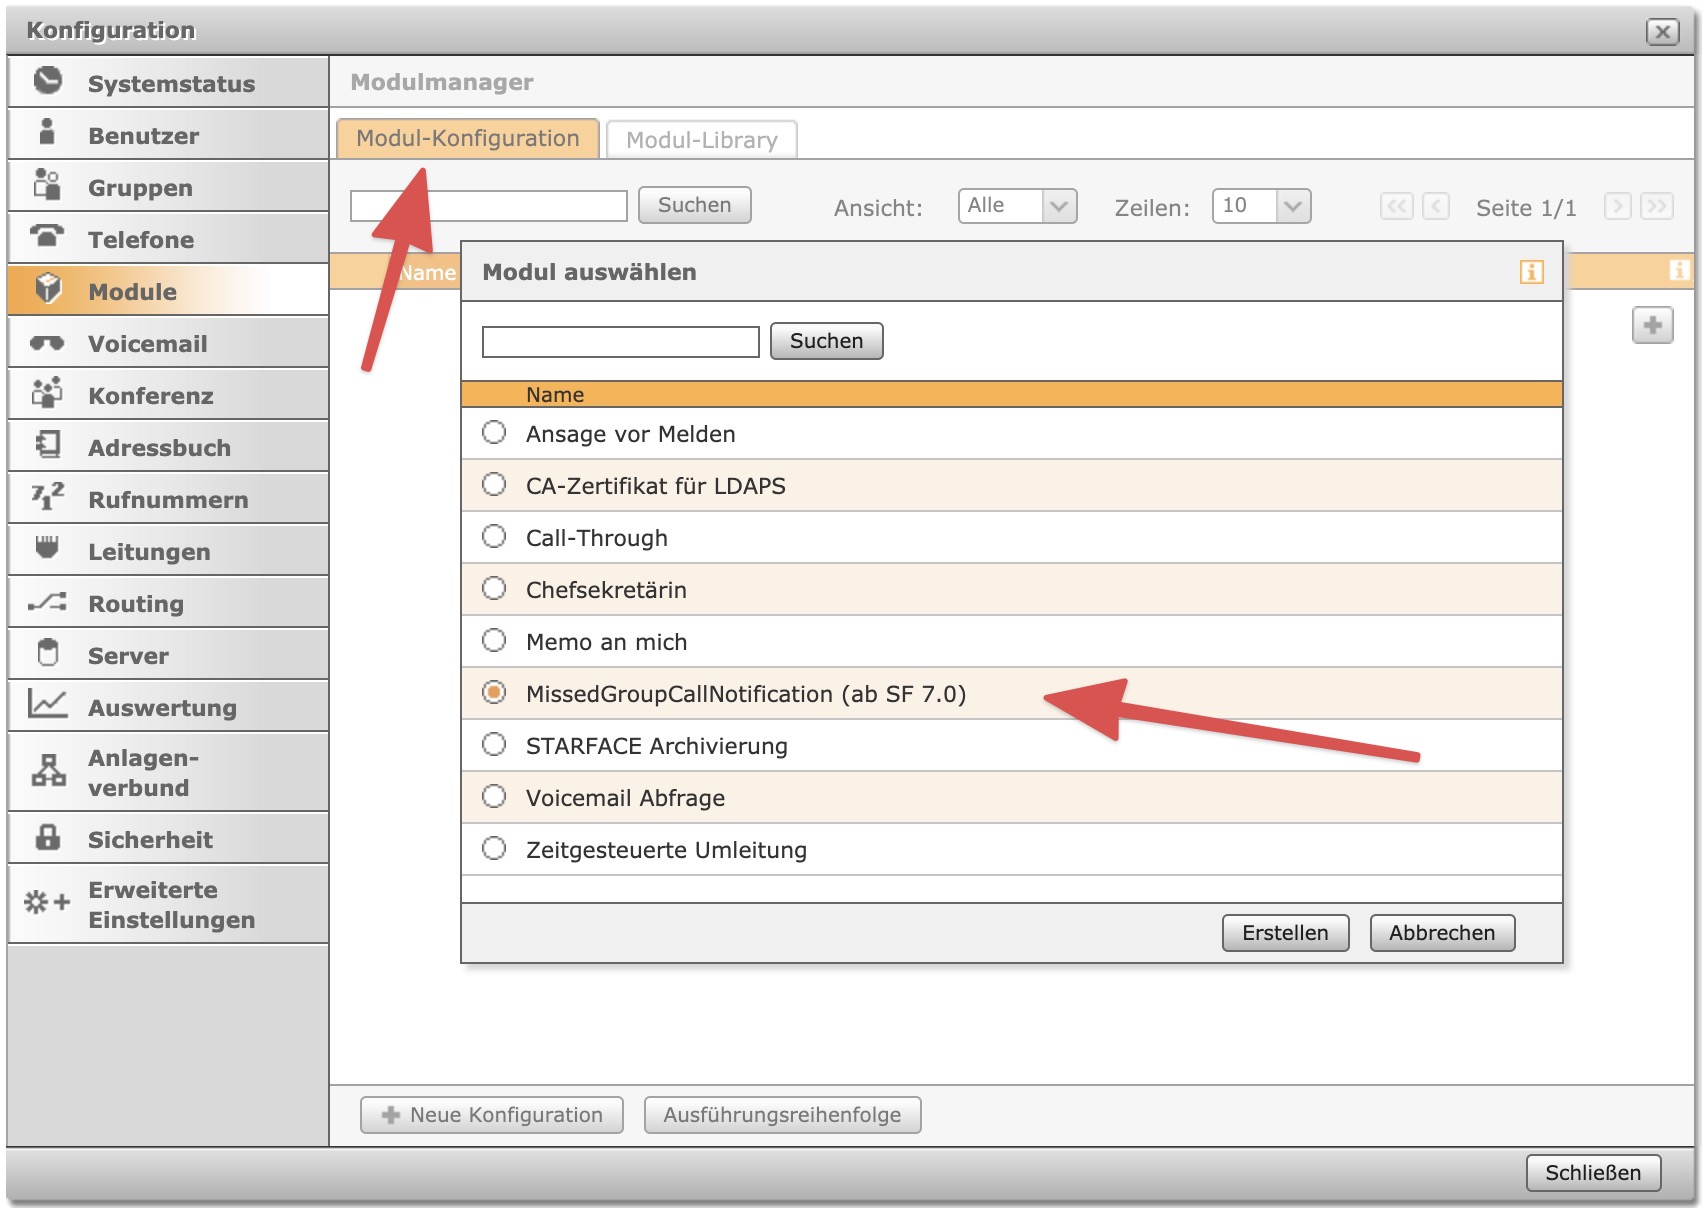 Konfiguration
Systemstatus
Benutzer
Gruppen
Telefone
Module
Voicemail
Konferenz
Adressbuch
Rufnummern
Leitungen
Routing
Server
Auswertung
Anlagen-
verbund
Sicherheit
Erweiterte
Einstellungen
Modulmanager
Modul-Konfiguration
Modul-Library
Suchen
Ansicht:
Alle
Zeilen:
10
Seite 1/1
Name
Modul auswählen
Suchen
Name
Ansage vor Melden
CA-Zertifikat für LDAPS
Call-Through
Chefsekretärin
Memo an mich
MissedGroupCallNotification (ab SF 7.0)
STARFACE Archivierung
Voicemail Abfrage
Zeitgesteuerte Umleitung
Erstellen
Abbrechen
Neue Konfiguration
Ausführungsreihenfolge
Schließen